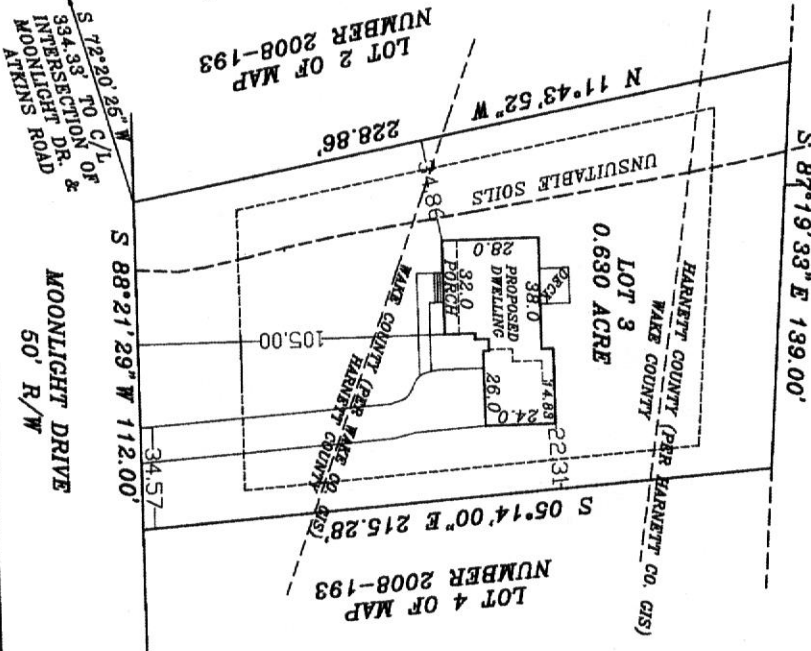 S 72°20'25" W
334.33' TO C/L
INTERSECTION OF
MOONLIGHT DR. &
ATKINS ROAD
LOT 2 OF MAP
NUMBER 2008-193
N 11°43'52" W
228.86'
S 87°19'33" E 139.00'
UNSUITABLE SOILS
34.86
LOT 3
0.630 ACRE
HARNETT COUNTY (PER HARNETT CO. GIS)
WAKE COUNTY
WAKE COUNTY (PER WAKE CO. GIS)
HARNETT COUNTY
28.0
PROPOSED
DWELLING
38.0
DECK
32.0
PORCH
26.0
24.0
34.83
22.31
105.00
34.57
S 88°21'29" W 112.00'
MOONLIGHT DRIVE
50' R/W
S 05°14'00" E 215.28'
LOT 4 OF MAP
NUMBER 2008-193